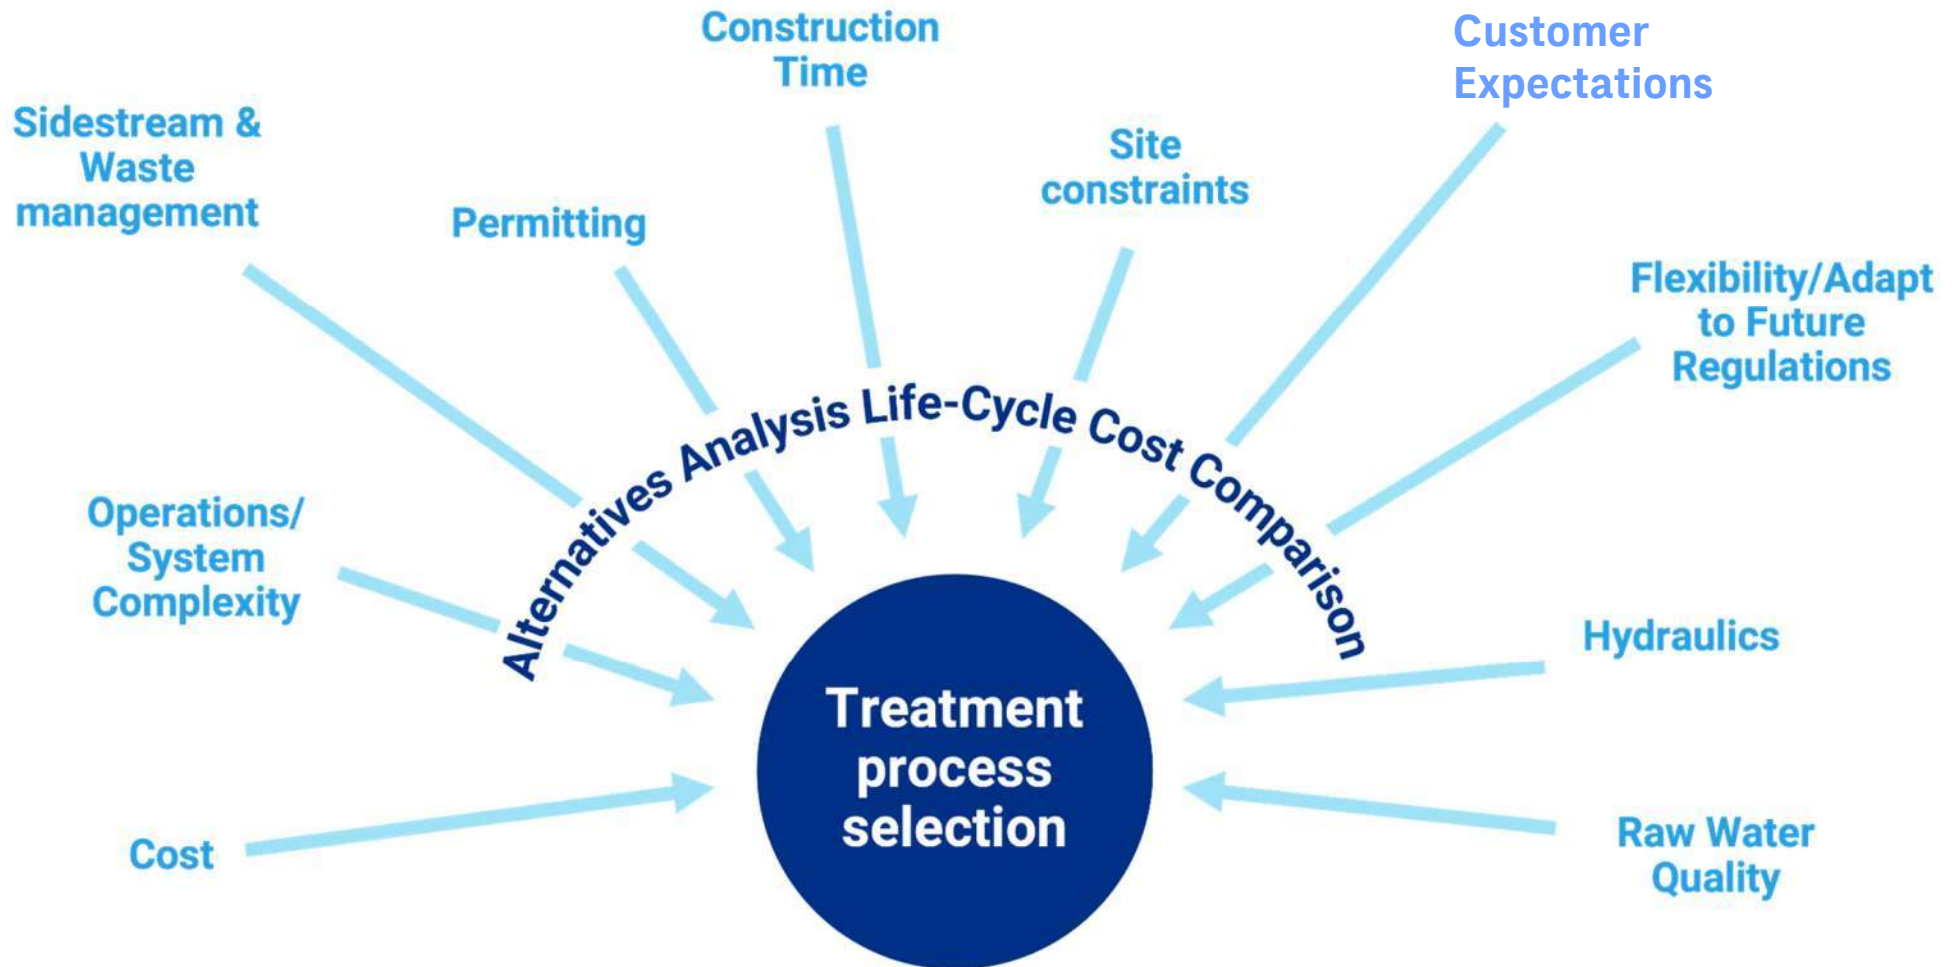 Construction
Time
Customer
Expectations
Sidestream &
Waste
management
Permitting
Site
constraints
Flexibility/Adapt
to Future
Regulations
Alternatives Analysis Life-Cycle Cost Comparison
Operations/
System
Complexity
Hydraulics
Treatment
process
selection
Cost
Raw Water
Quality